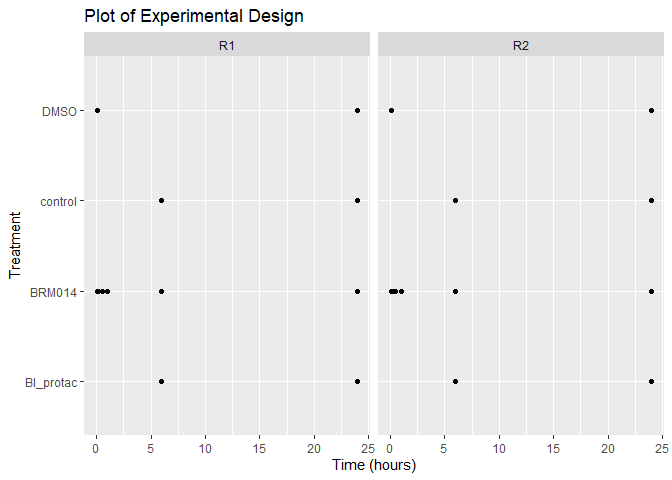 Plot of Experimental Design
R1
R2
DMSO
control
BRM014
BI_protac
Treatment
0 5 10 15 20 25
0 5 10 15 20 25
Time (hours)